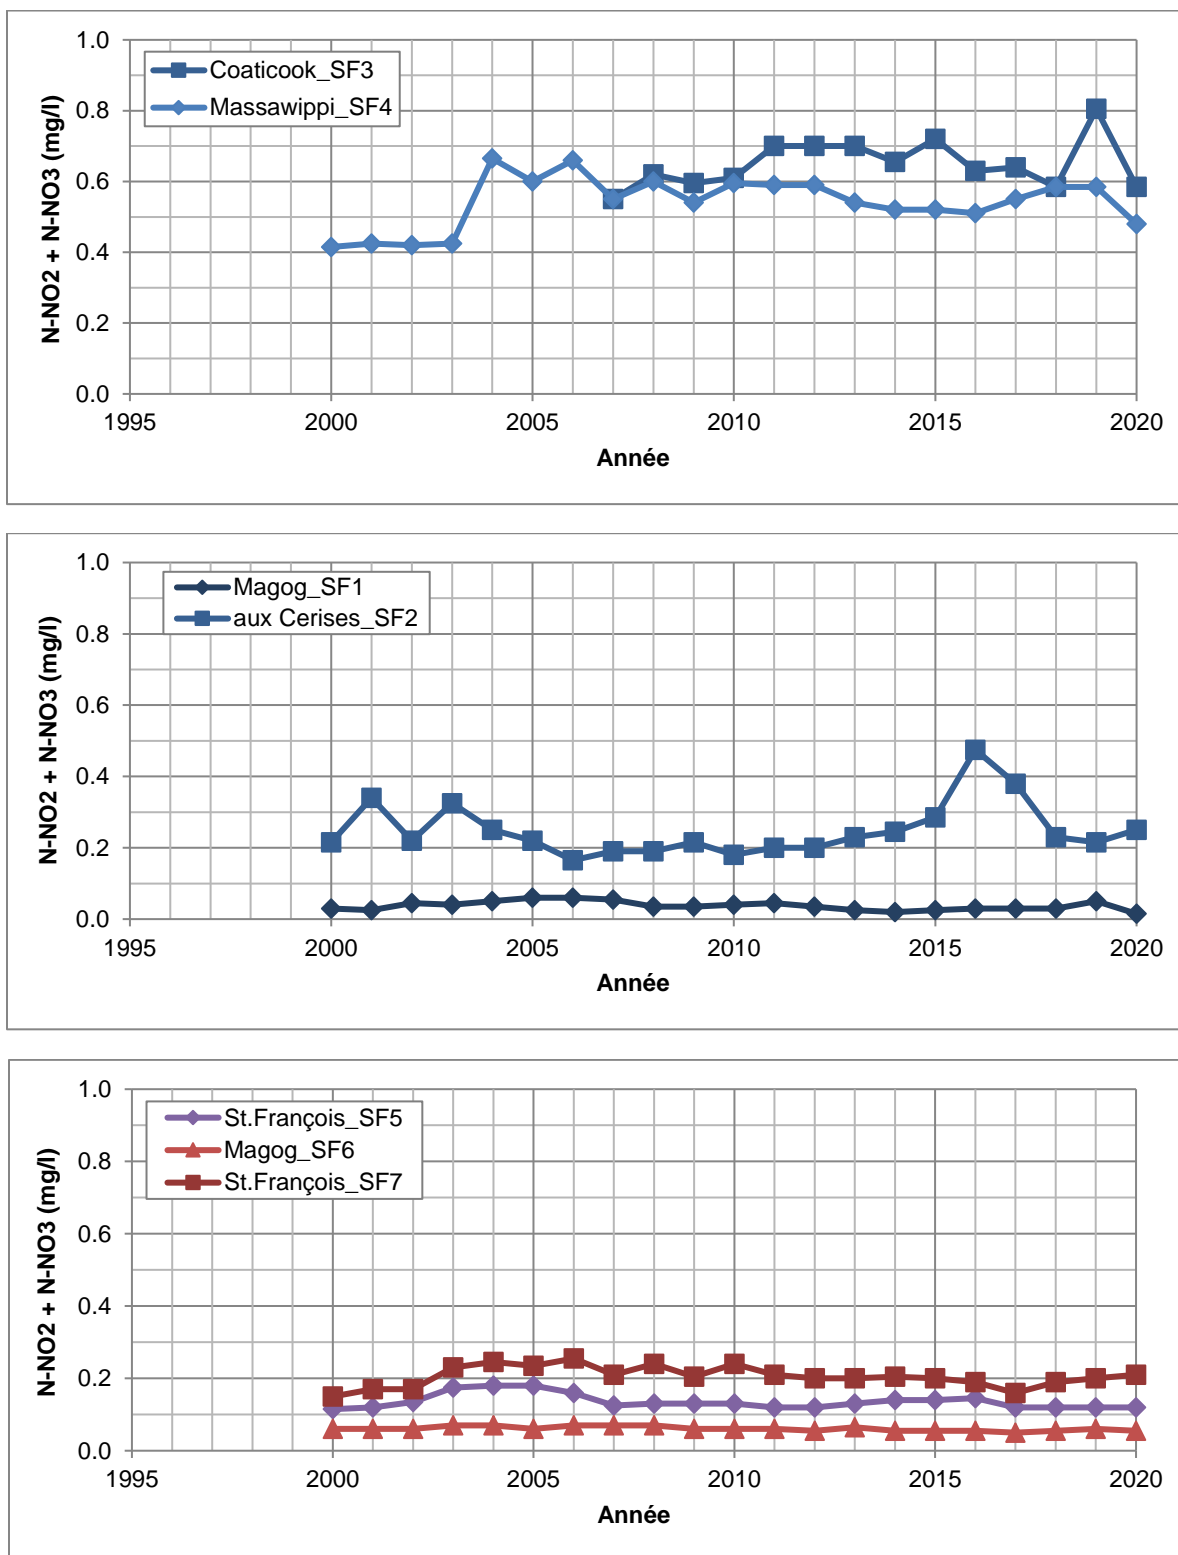 1.0
Coaticook_SF3
Massawippi_SF4
0.8
0.6
0.4
0.2
0.0
N-NO2 + N-NO3 (mg/l)
1995 2000 2005 2010 2015 2020
Année
1.0
Magog_SF1
aux Cerises_SF2
0.8
0.6
0.4
0.2
0.0
N-NO2 + N-NO3 (mg/l)
1995 2000 2005 2010 2015 2020
Année
1.0
St.François_SF5
Magog_SF6
St.François_SF7
0.8
0.6
0.4
0.2
0.0
N-NO2 + N-NO3 (mg/l)
1995 2000 2005 2010 2015 2020
Année